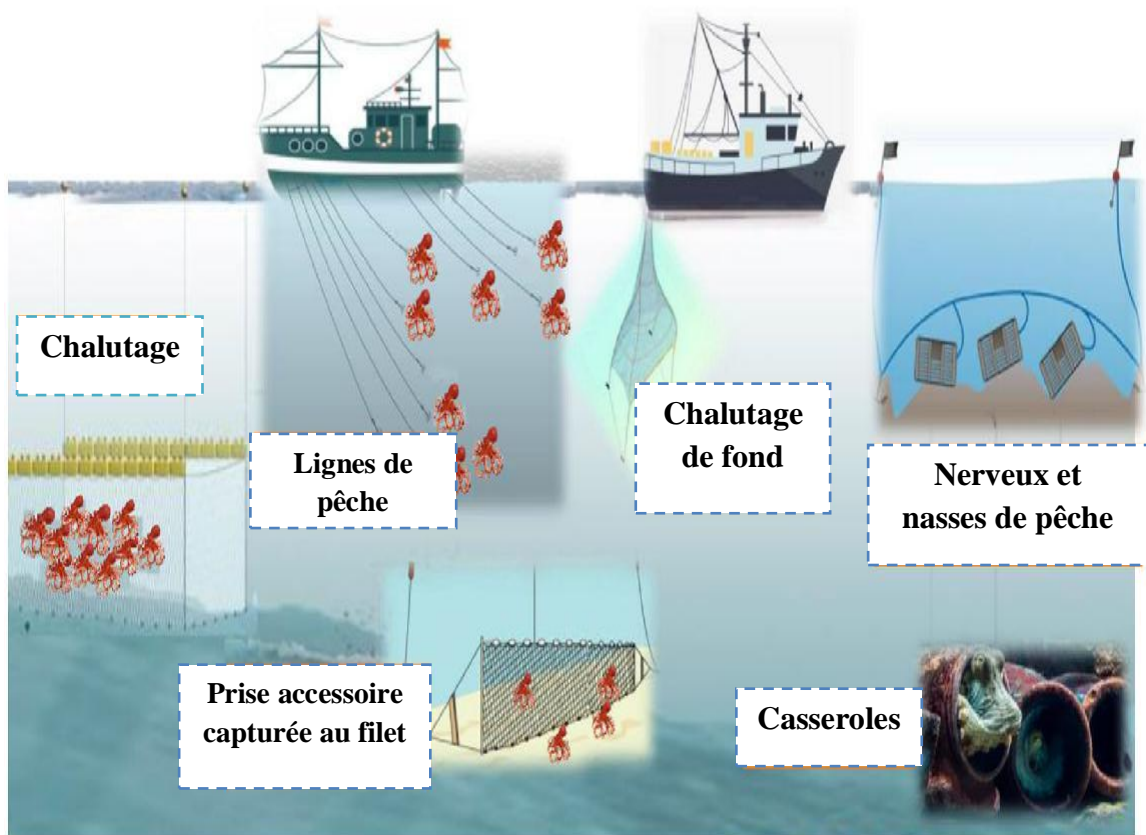 Chalutage
Lignes de
pêche
Chalutage
de fond
Nerveux et
nasses de pêche
Prise accessoire
capturée au filet
Casseroles